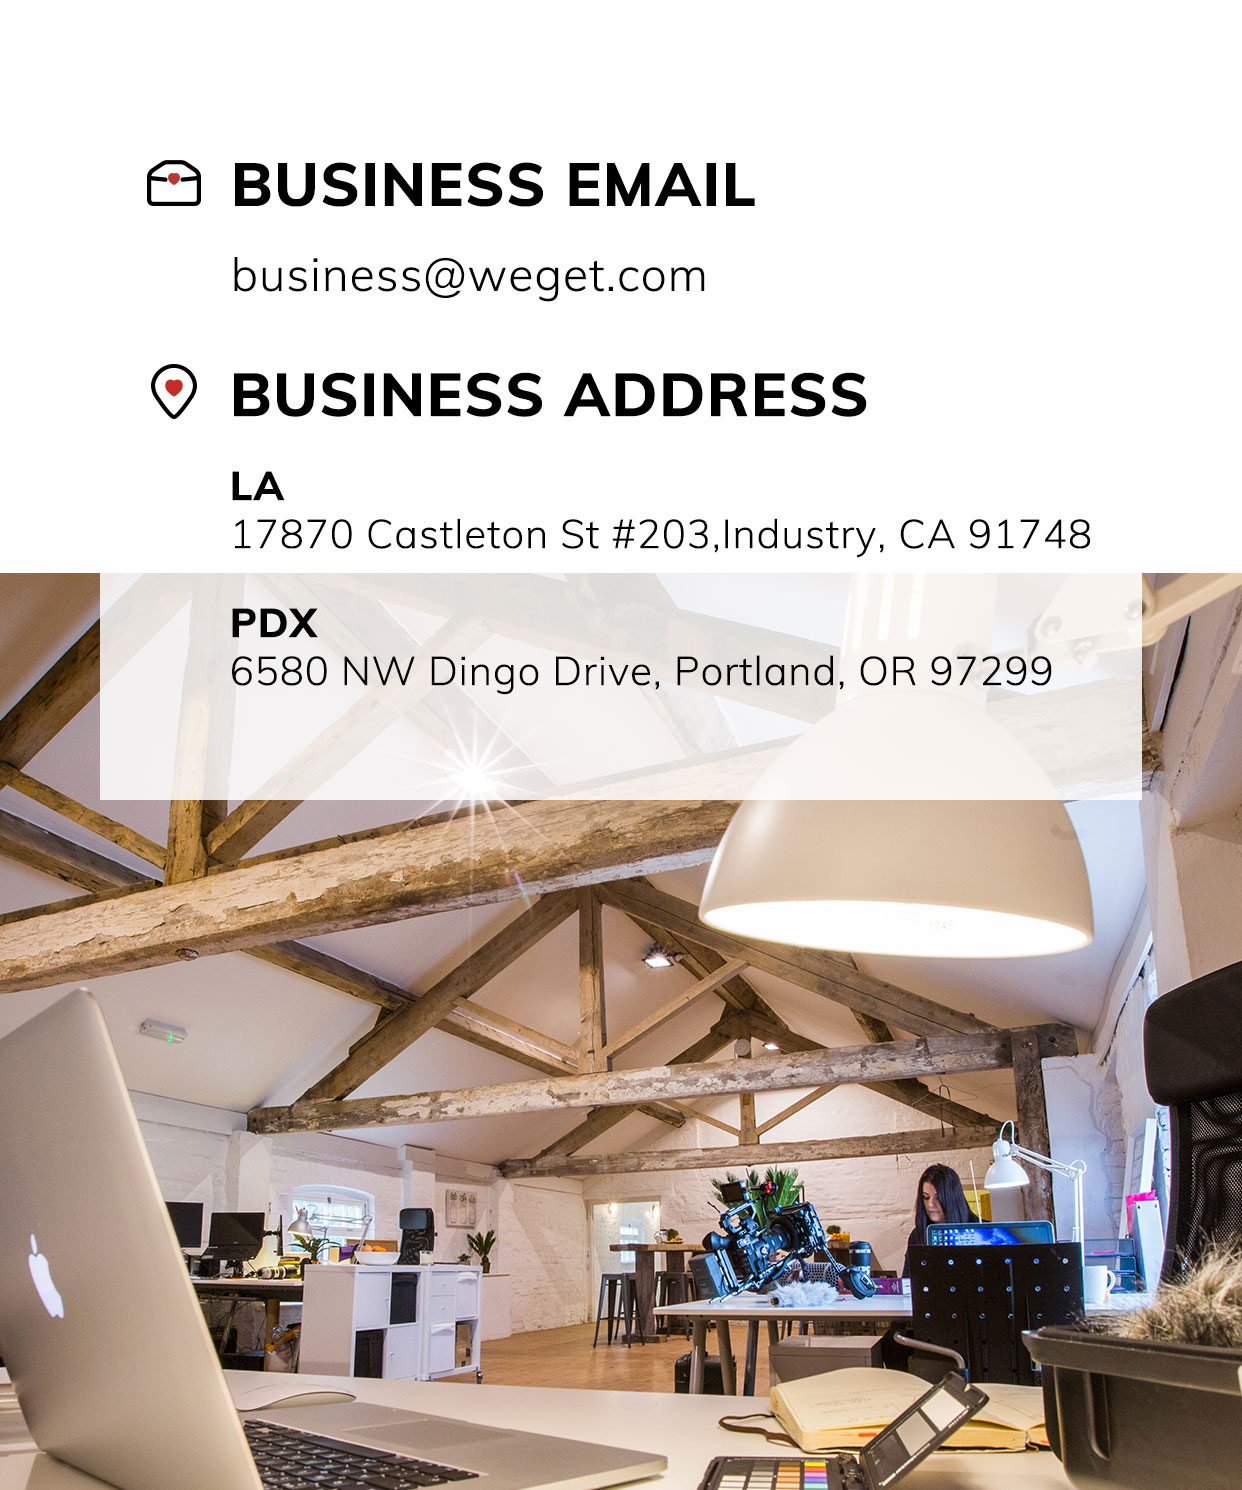 BUSINESS EMAIL
business@weget.com
BUSINESS ADDRESS
LA
17870 Castleton St #203,Industry, CA 91748
PDX
6580 NW Dingo Drive, Portland, OR 97299